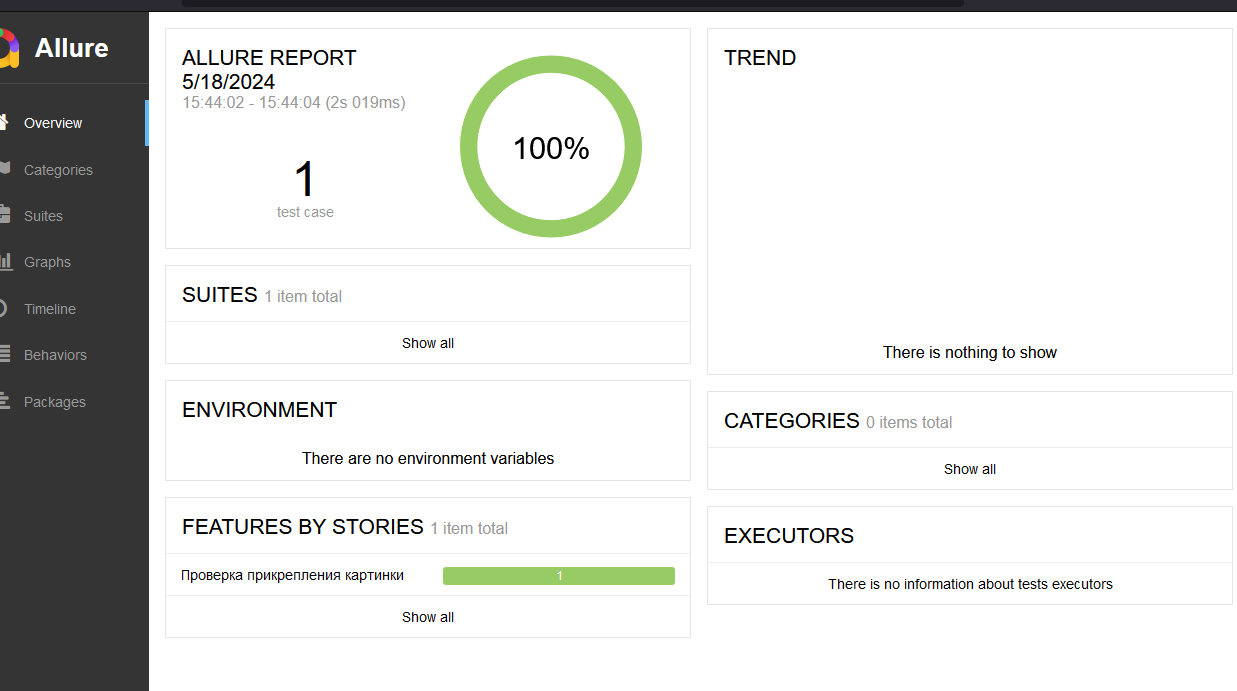 Allure
Overview
Categories
Suites
Graphs
Timeline
Behaviors
Packages
ALLURE REPORT
5/18/2024
15:44:02 - 15:44:04 (2s 019ms)
1
test case
100%
SUITES 1 item total
Show all
ENVIRONMENT
There are no environment variables
FEATURES BY STORIES 1 item total
Проверка прикрепления картинки 1
Show all
TREND
There is nothing to show
CATEGORIES 0 items total
Show all
EXECUTORS
There is no information about tests executors